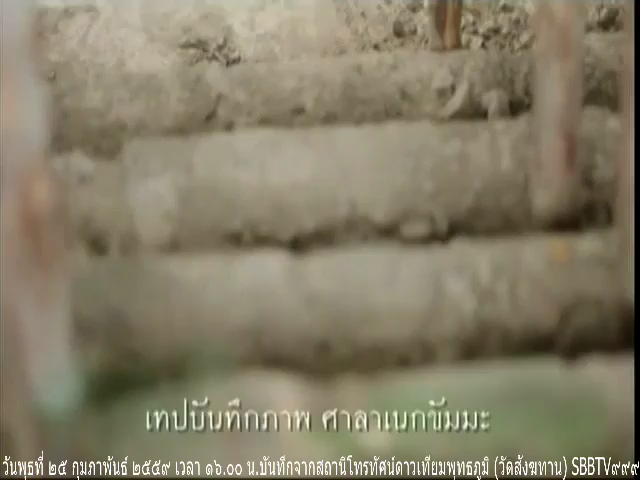 เทปบันทึกภาพ ศาลาเนกขัมมะ
วันพุธที่ ๒๕ กุมภาพันธ์ ๒๕๕๙ เวลา ๑๖.๐๐ น.บันทึกจากสถานีโทรทัศน์ดาวเทียมพุทธภูมิ (วัดสังฆทาน) SBBTV๙๙๙